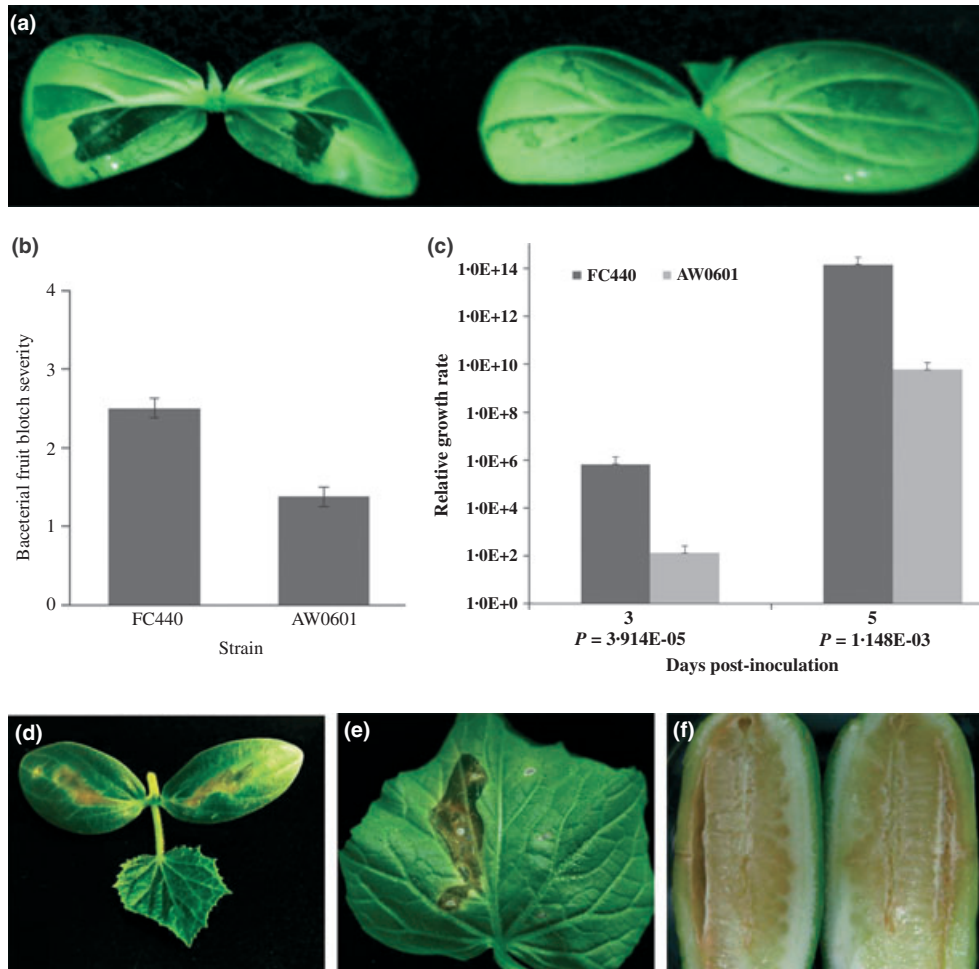 (a)
(b)
Baceterial fruit blotch severity
4
3
2
1
0
FC440 AW0601
Strain
(c)
Relative growth rate
1·0E+14
1·0E+12
1·0E+10
1·0E+8
1·0E+6
1·0E+4
1·0E+2
1·0E+0
FC440 AW0601
3 5
P = 3·914E-05 P = 1·148E-03
Days post-inoculation
(d)
(e)
(f)